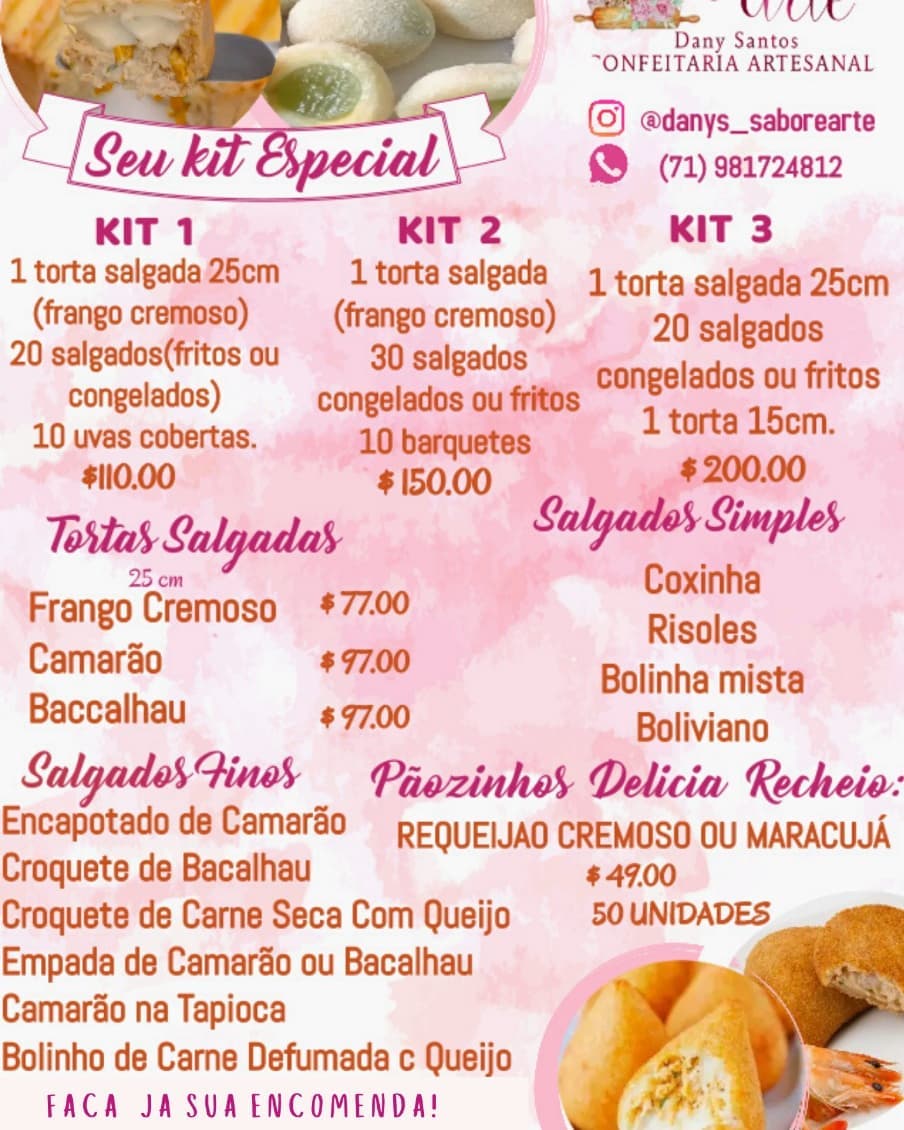 arte
Dany Santos
CONFEITARIA ARTESANAL
@danys_saborearte
(71) 981724812
Seu kit Especial
KIT 1
1 torta salgada 25cm
(frango cremoso)
20 salgados(fritos ou
congelados)
10 uvas cobertas.
$110.00
KIT 2
1 torta salgada
(frango cremoso)
30 salgados
congelados ou fritos
10 barquetes
$ 150.00
KIT 3
1 torta salgada 25cm
20 salgados
congelados ou fritos
1 torta 15cm.
$ 200.00
Tortas Salgadas
25 cm
Frango Cremoso $ 77.00
Camarão $ 97.00
Baccalhau $ 97.00
Salgados Simples
Coxinha
Risoles
Bolinha mista
Boliviano
Salgados Finos
Encapotado de Camarão
Croquete de Bacalhau
Croquete de Carne Seca Com Queijo
Empada de Camarão ou Bacalhau
Camarão na Tapioca
Bolinho de Carne Defumada c Queijo
Pãozinhos Delicia Recheio:
REQUEIJAO CREMOSO OU MARACUJÁ
$ 49.00
50 UNIDADES
FACA JA SUA ENCOMENDA!